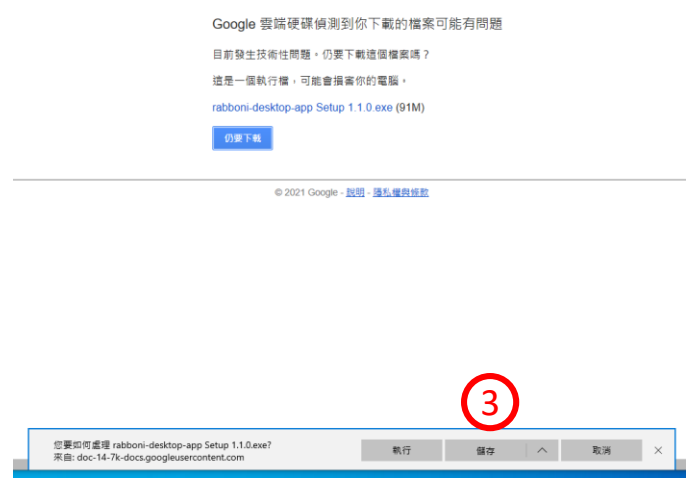 Google 雲端硬碟偵測到你下載的檔案可能有問題
目前發生技術性問題。仍要下載這個檔案嗎？
這是一個執行檔，可能會損害你的電腦。
rabboni-desktop-app Setup 1.1.0.exe (91M)
仍要下載
© 2021 Google - 說明 - 隱私權與條款
3
您要如何處理 rabboni-desktop-app Setup 1.1.0.exe?
來自: doc-14-7k-docs.googleusercontent.com
執行 儲存 取消